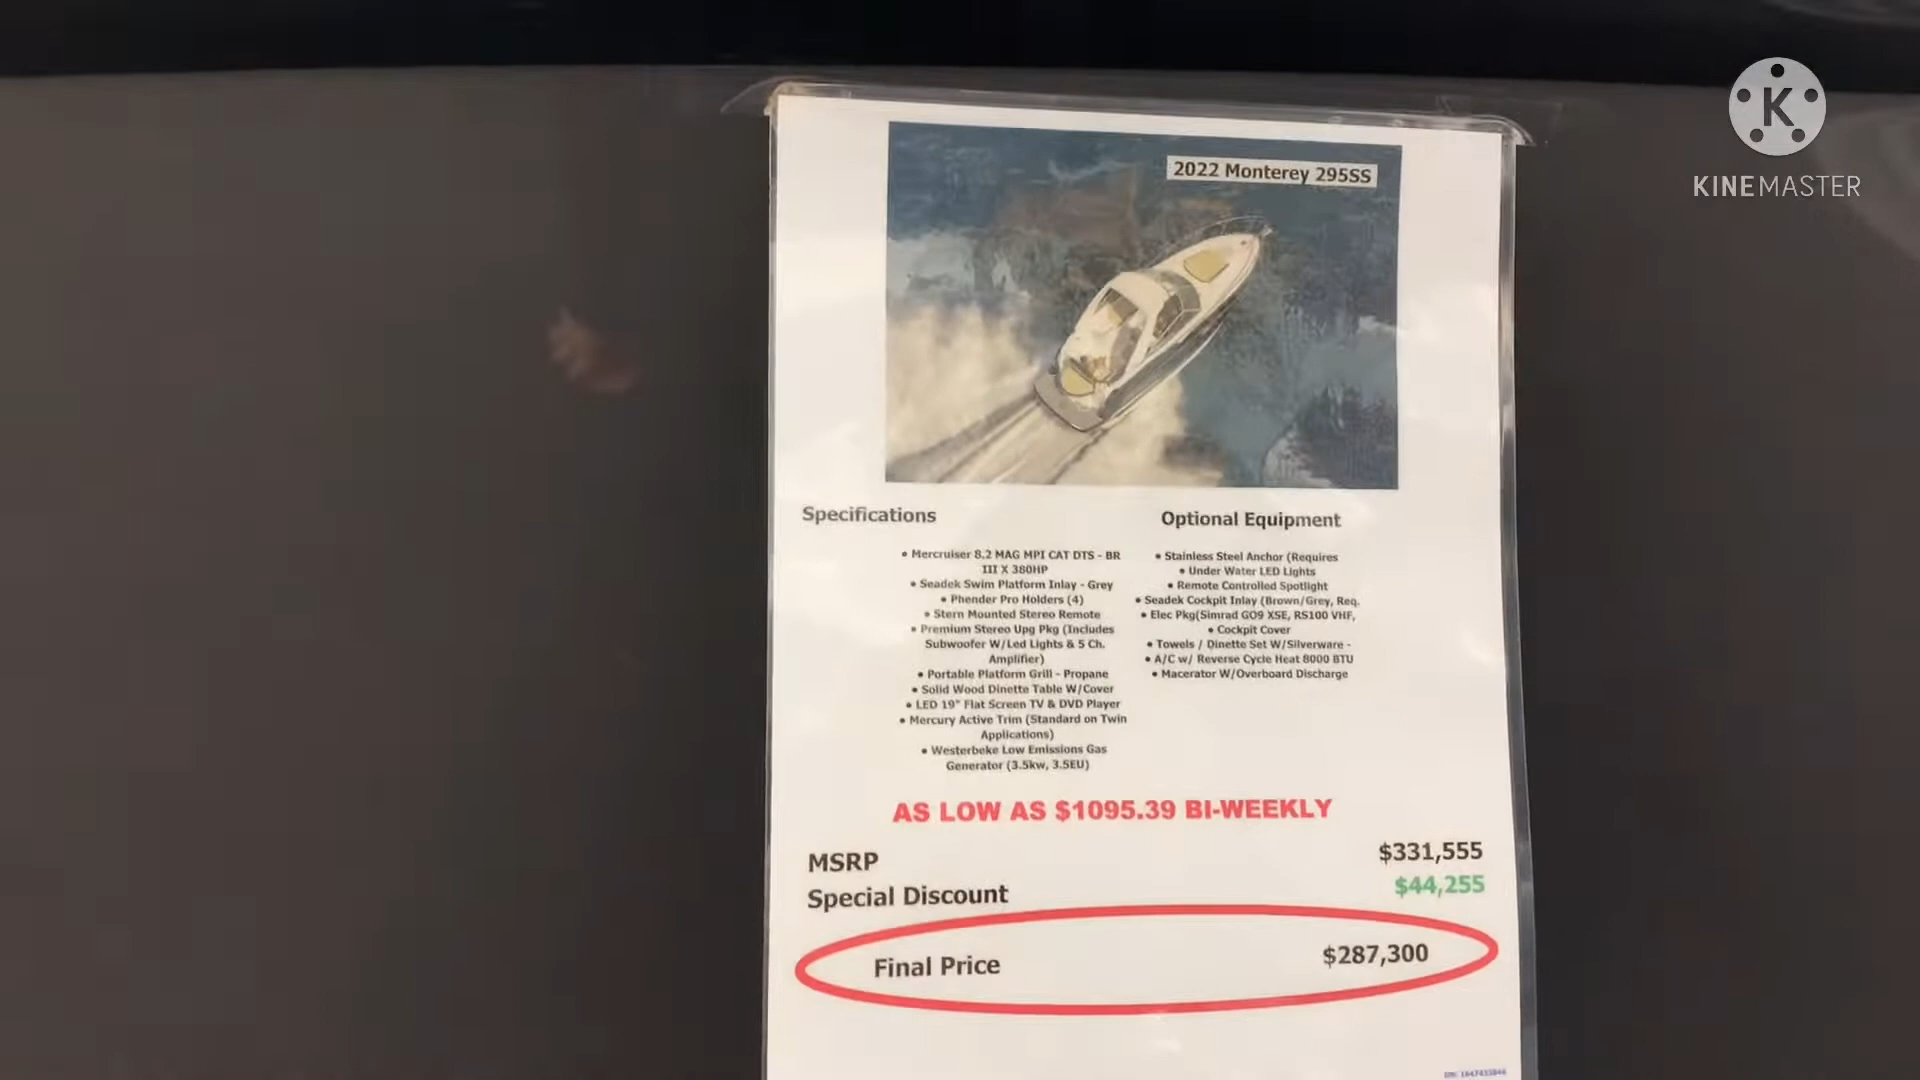 KINEMASTER
2022 Monterey 295SS
Specifications
• Mercruiser 8.2 MAG MPI CAT DTS - BR
III X 380HP
• Seadek Swim Platform Inlay - Grey
• Phender Pro Holders (4)
• Stern Mounted Stereo Remote
• Premium Stereo Upg Pkg (Includes
Subwoofer W/Led Lights & 5 Ch.
Amplifier)
• Portable Platform Grill - Propane
• Solid Wood Dinette Table W/Cover
• LED 19" Flat Screen TV & DVD Player
• Mercury Active Trim (Standard on Twin
Applications)
• Westerbeke Low Emissions Gas
Generator (3.5kw, 3.5EU)
Optional Equipment
• Stainless Steel Anchor (Requires
• Under Water LED Lights
• Remote Controlled Spotlight
• Seadek Cockpit Inlay (Brown/Grey, Req.
• Elec Pkg(Simrad GO9 XSE, RS100 VHF,
• Cockpit Cover
• Towels / Dinette Set W/Silverware -
• A/C w/ Reverse Cycle Heat 8000 BTU
• Macerator W/Overboard Discharge
AS LOW AS $1095.39 BI-WEEKLY
MSRP $331,555
Special Discount $44,255
Final Price $287,300